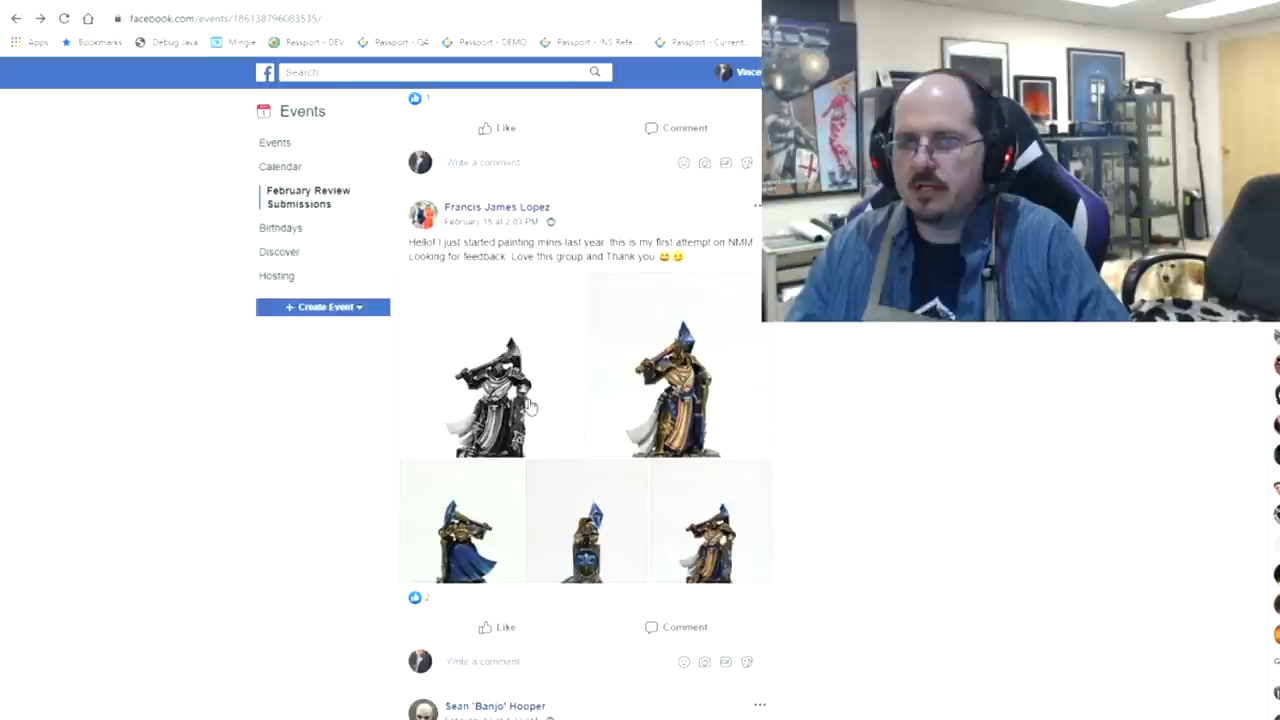 facebook.com/events/186138796083535/
Apps Bookmarks Debug Java Mingle Passport - DEV Passport - QA Passport - DEMO Passport - INS Refe... Passport - Current...
Search
Vince
Events
Events
Calendar
February Review
Submissions
Birthdays
Discover
Hosting
+ Create Event
1
Like Comment
Write a comment
Francis James Lopez
February 15 at 2:03 PM
Hello! I just started painting minis last year, this is my first attempt on NMM
Looking for feedback. Love this group and Thank you
2
Like Comment
Write a comment
Sean 'Banjo' Hooper